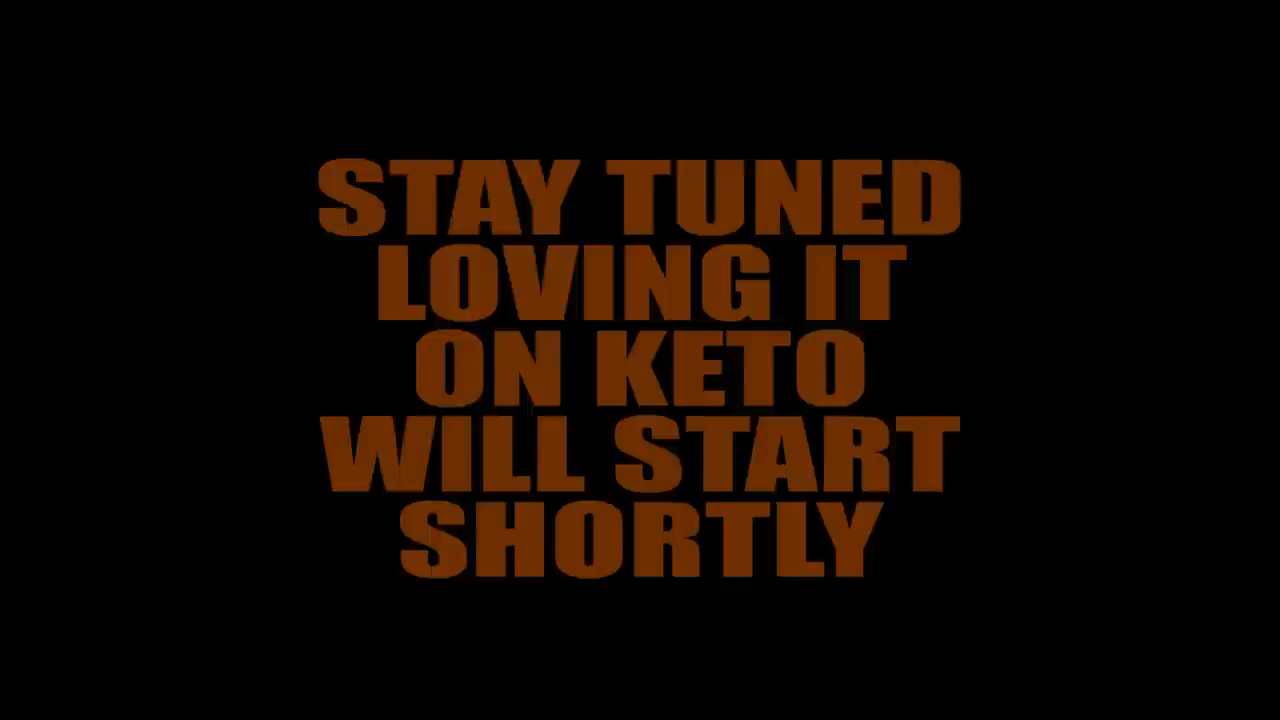 STAY TUNED
LOVING IT
ON KETO
WILL START
SHORTLY